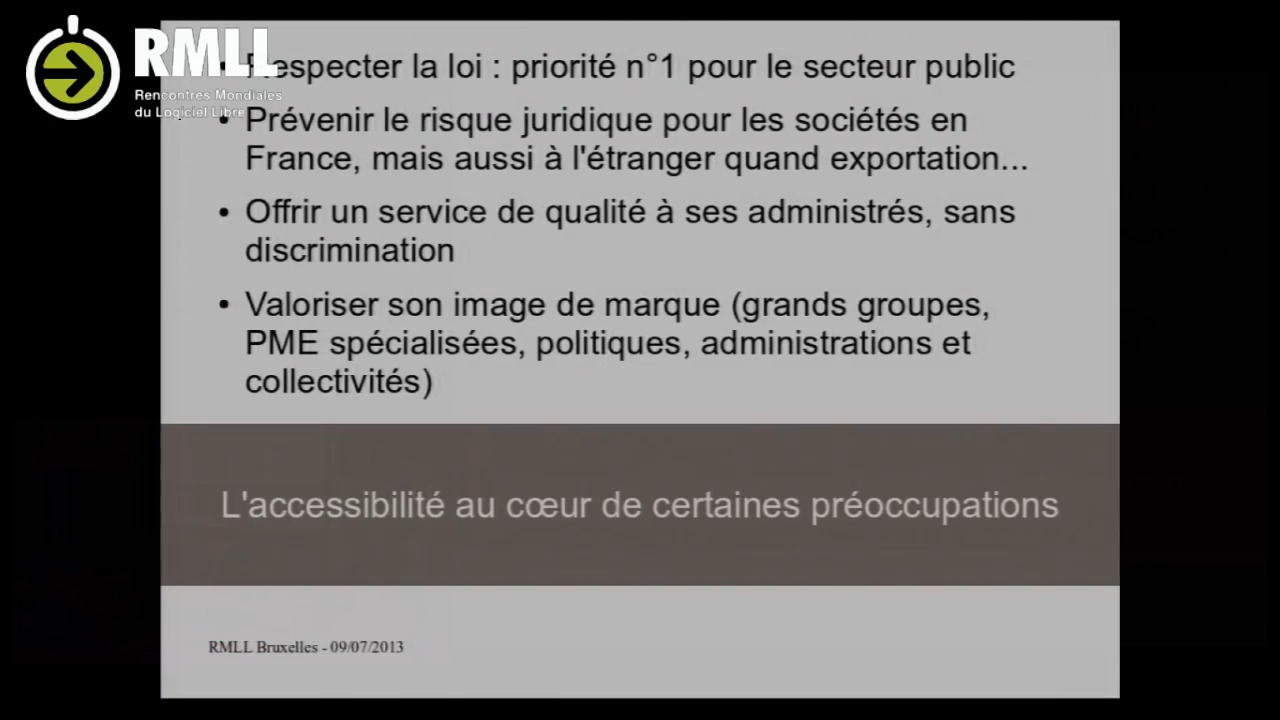 RMLL
Rencontres Mondiales
du Logiciel Libre
• Respecter la loi : priorité n°1 pour le secteur public
• Prévenir le risque juridique pour les sociétés en
France, mais aussi à l'étranger quand exportation...
• Offrir un service de qualité à ses administrés, sans
discrimination
• Valoriser son image de marque (grands groupes,
PME spécialisées, politiques, administrations et
collectivités)
L'accessibilité au cœur de certaines préoccupations
RMLL Bruxelles - 09/07/2013